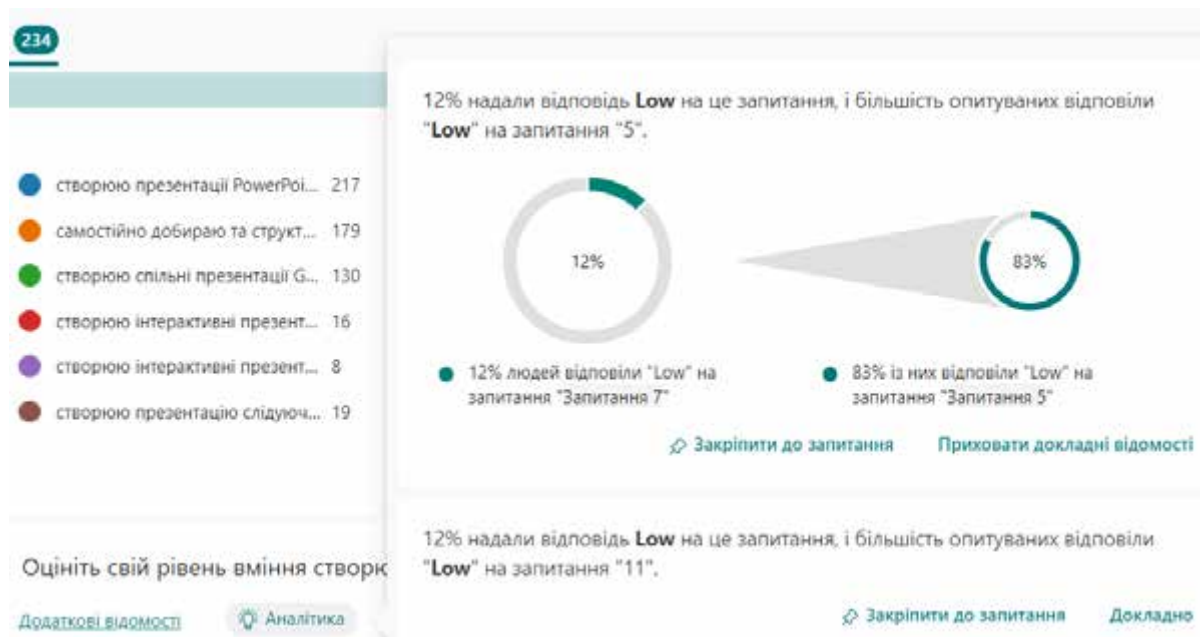 234
створюю презентації PowerPoi... 217
самостійно добираю та структ... 179
створюю спільні презентації G... 130
створюю інтерактивні презент... 16
створюю інтерактивні презент... 8
створюю презентацію слідуюч... 19
Оцініть свій рівень вміння створю
Додаткові відомості
Аналітика
12% надали відповідь Low на це запитання, і більшість опитуваних відповіли
"Low" на запитання "5".
12%
83%
12% людей відповіли "Low" на
запитання "Запитання 7"
83% із них відповіли "Low" на
запитання "Запитання 5"
Закріпити до запитання
Приховати докладні відомості
12% надали відповідь Low на це запитання, і більшість опитуваних відповіли
"Low" на запитання "11".
Закріпити до запитання
Докладно